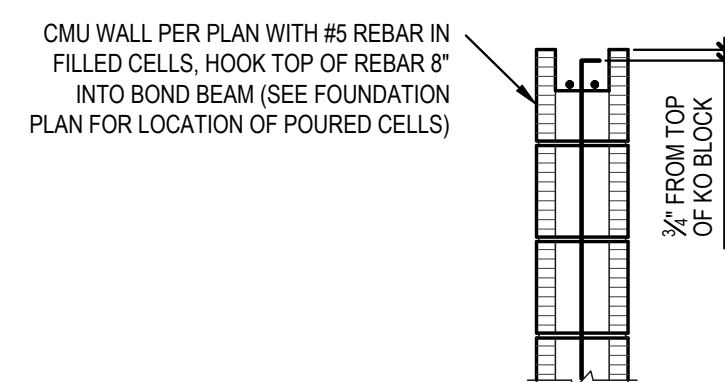 CMU WALL PER PLAN WITH #5 REBAR IN
FILLED CELLS, HOOK TOP OF REBAR 8"
INTO BOND BEAM (SEE FOUNDATION
PLAN FOR LOCATION OF POURED CELLS)
3/4" FROM TOP
OF KO BLOCK